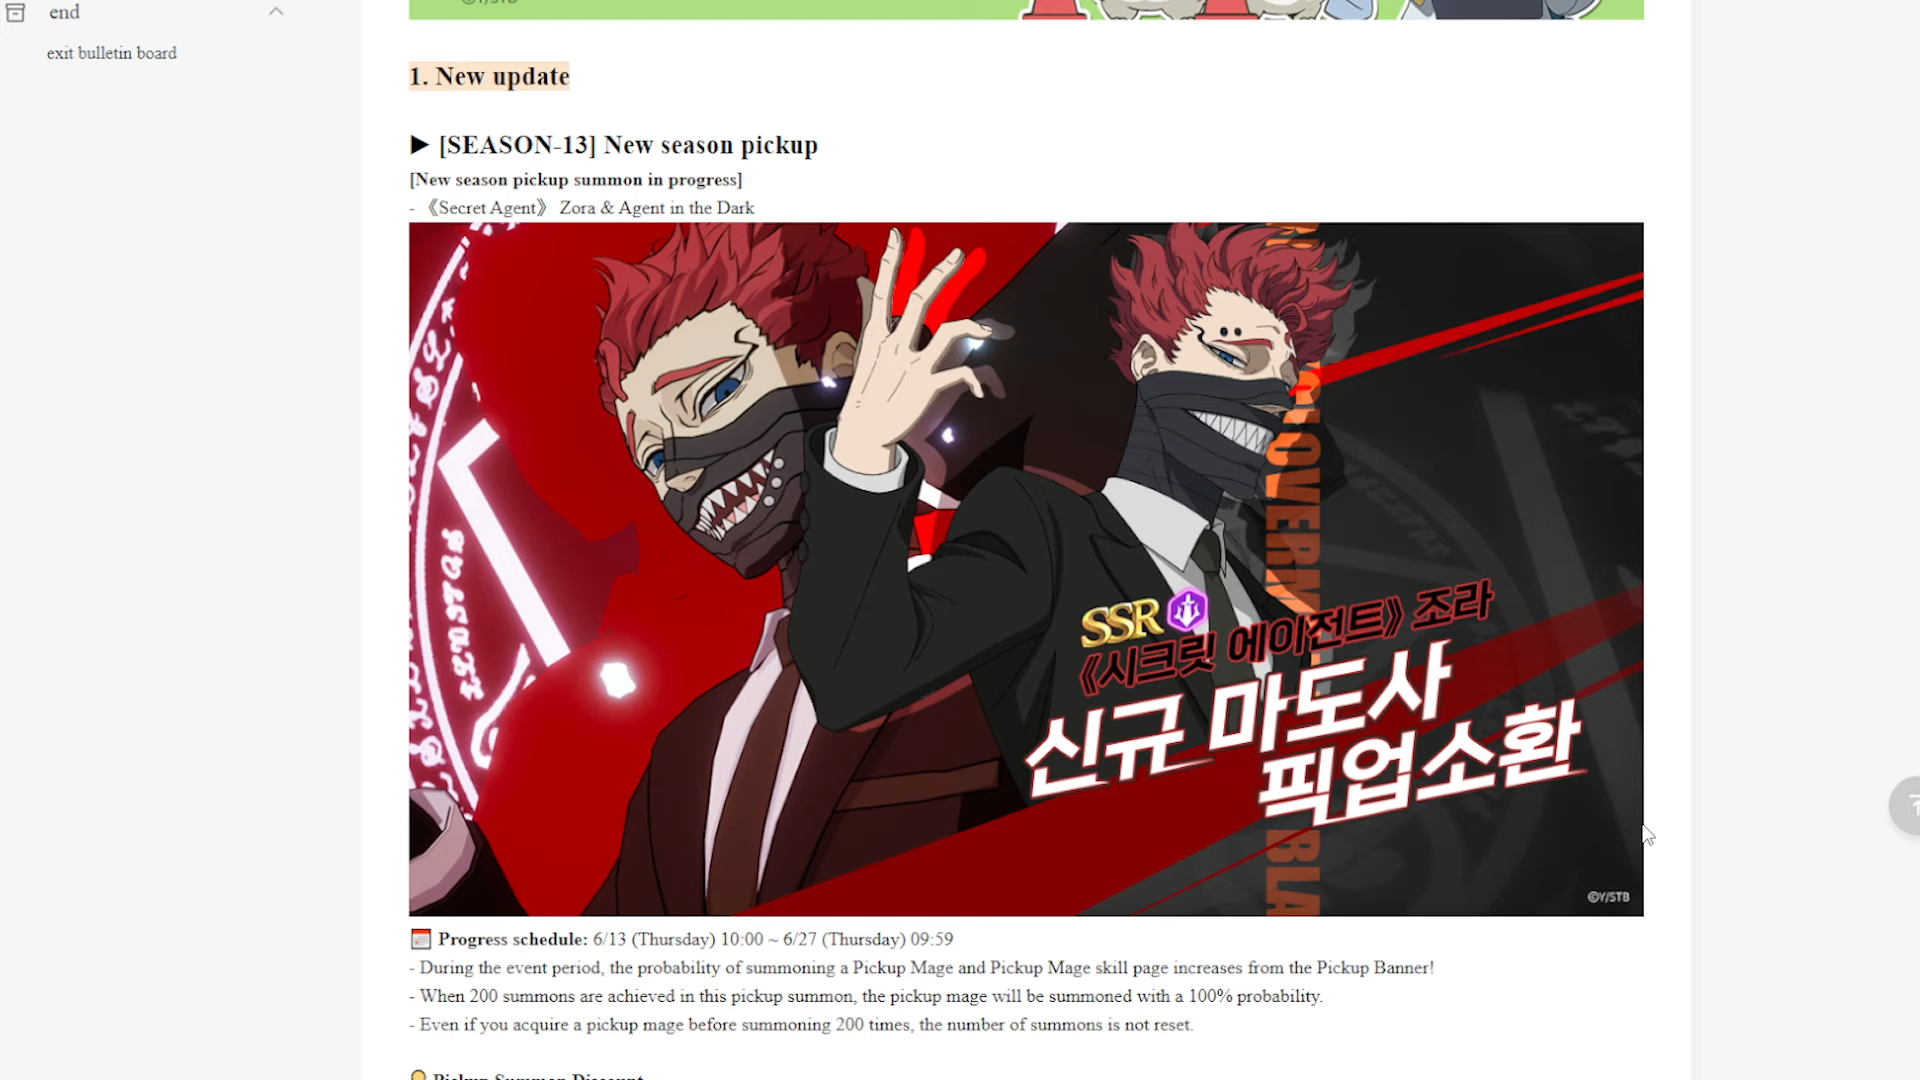 end
exit bulletin board
©Y/STB
1. New update
▶ [SEASON-13] New season pickup
[New season pickup summon in progress]
- 《Secret Agent》 Zora & Agent in the Dark
SSR
《시크릿 에이전트》 조라
신규 마도사
픽업소환
©Y/STB
Progress schedule: 6/13 (Thursday) 10:00 ~ 6/27 (Thursday) 09:59
- During the event period, the probability of summoning a Pickup Mage and Pickup Mage skill page increases from the Pickup Banner!
- When 200 summons are achieved in this pickup summon, the pickup mage will be summoned with a 100% probability.
- Even if you acquire a pickup mage before summoning 200 times, the number of summons is not reset.
Pickup Summon Discount